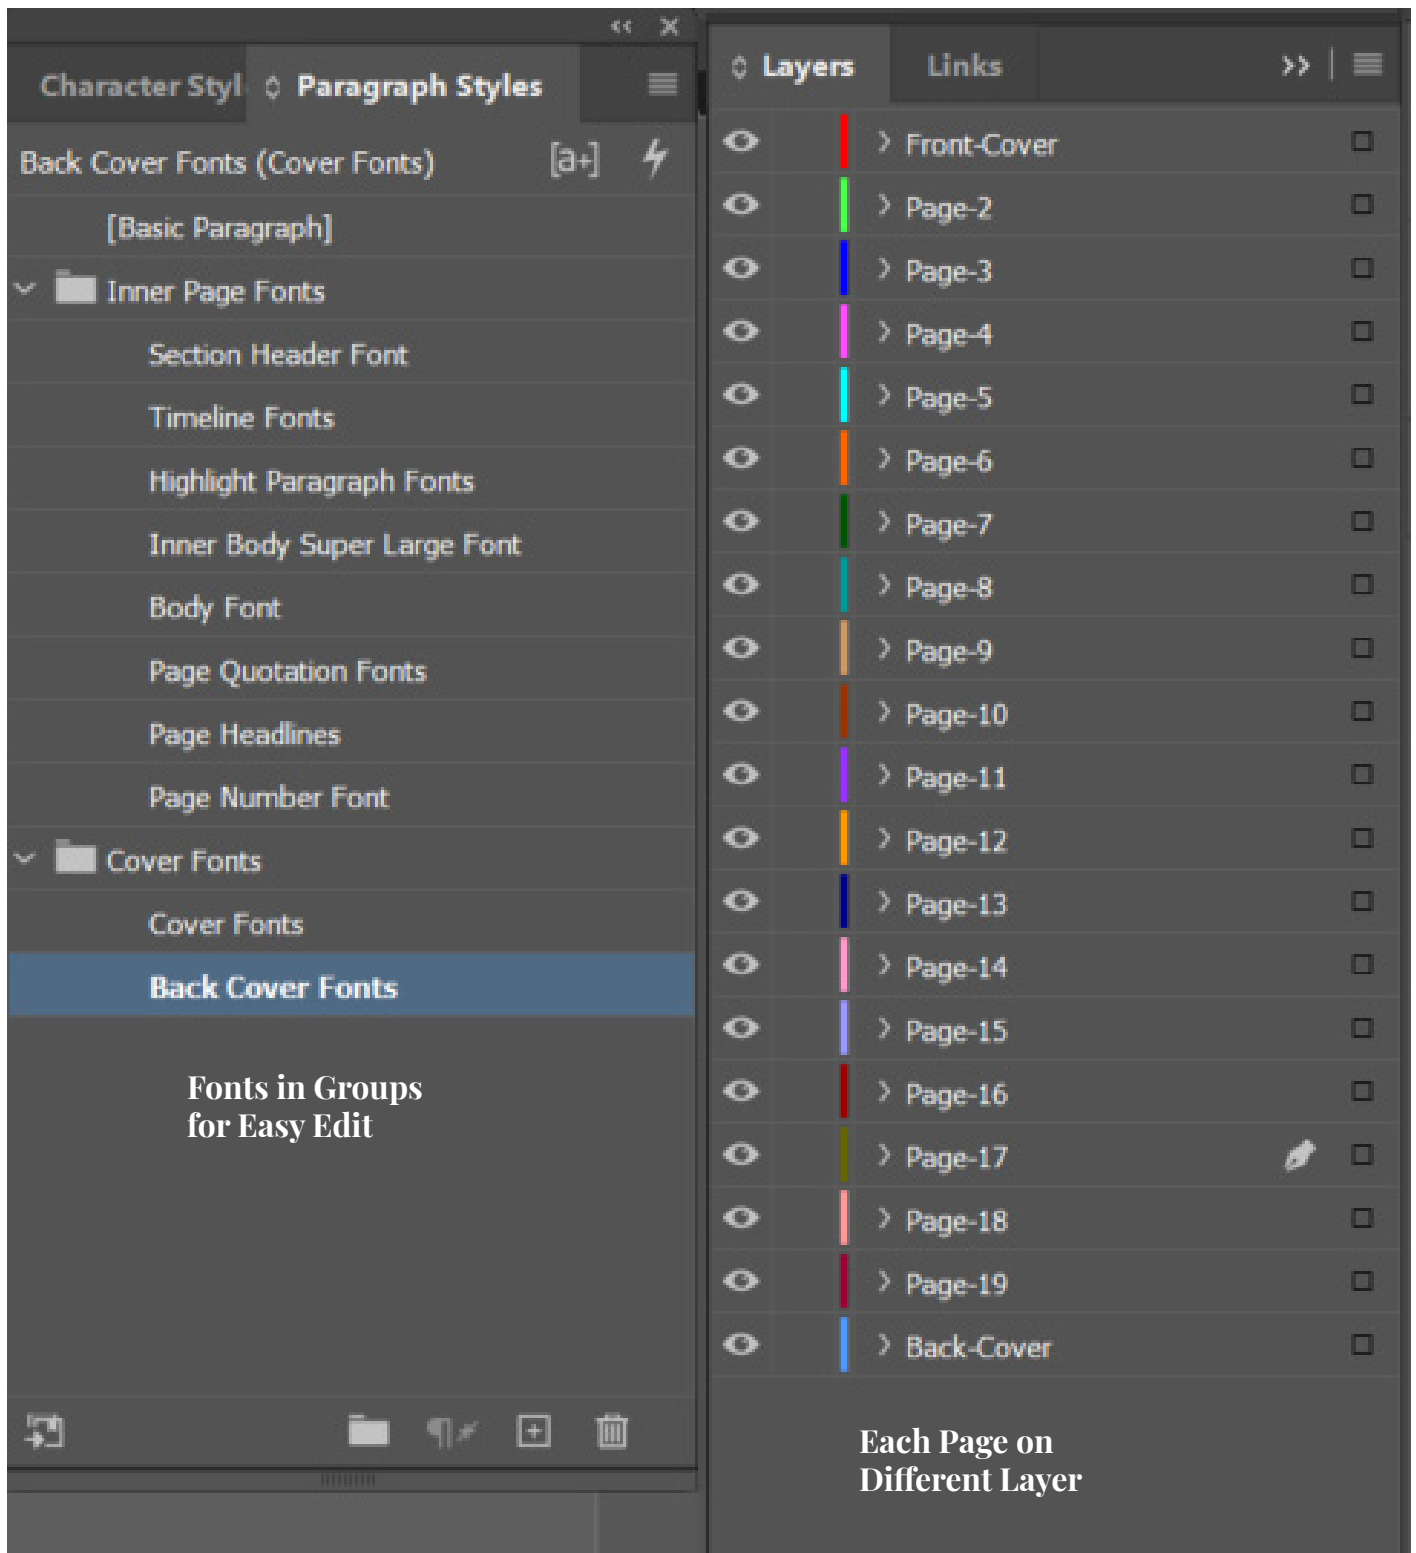 Character Styl
Paragraph Styles
Back Cover Fonts (Cover Fonts)
[a+]
[Basic Paragraph]
Inner Page Fonts
Section Header Font
Timeline Fonts
Highlight Paragraph Fonts
Inner Body Super Large Font
Body Font
Page Quotation Fonts
Page Headlines
Page Number Font
Cover Fonts
Cover Fonts
Back Cover Fonts
Fonts in Groups
for Easy Edit
Layers
Links
Front-Cover
Page-2
Page-3
Page-4
Page-5
Page-6
Page-7
Page-8
Page-9
Page-10
Page-11
Page-12
Page-13
Page-14
Page-15
Page-16
Page-17
Page-18
Page-19
Back-Cover
Each Page on
Different Layer